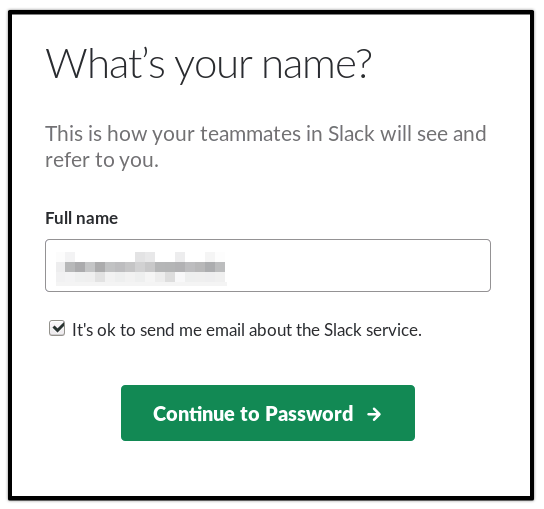 What's your name?
This is how your teammates in Slack will see and
refer to you.
Full name
It's ok to send me email about the Slack service.
Continue to Password →